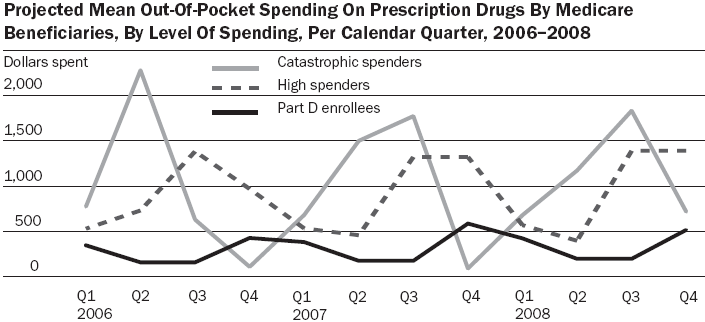 Projected Mean Out-Of-Pocket Spending On Prescription Drugs By Medicare
Beneficiaries, By Level Of Spending, Per Calendar Quarter, 2006–2008
Dollars spent
Catastrophic spenders
2,000
High spenders
Part D enrollees
1,500
1,000
500
0
Q1 Q2 Q3 Q4 Q1 Q2 Q3 Q4 Q1 Q2 Q3 Q4
2006 2007 2008